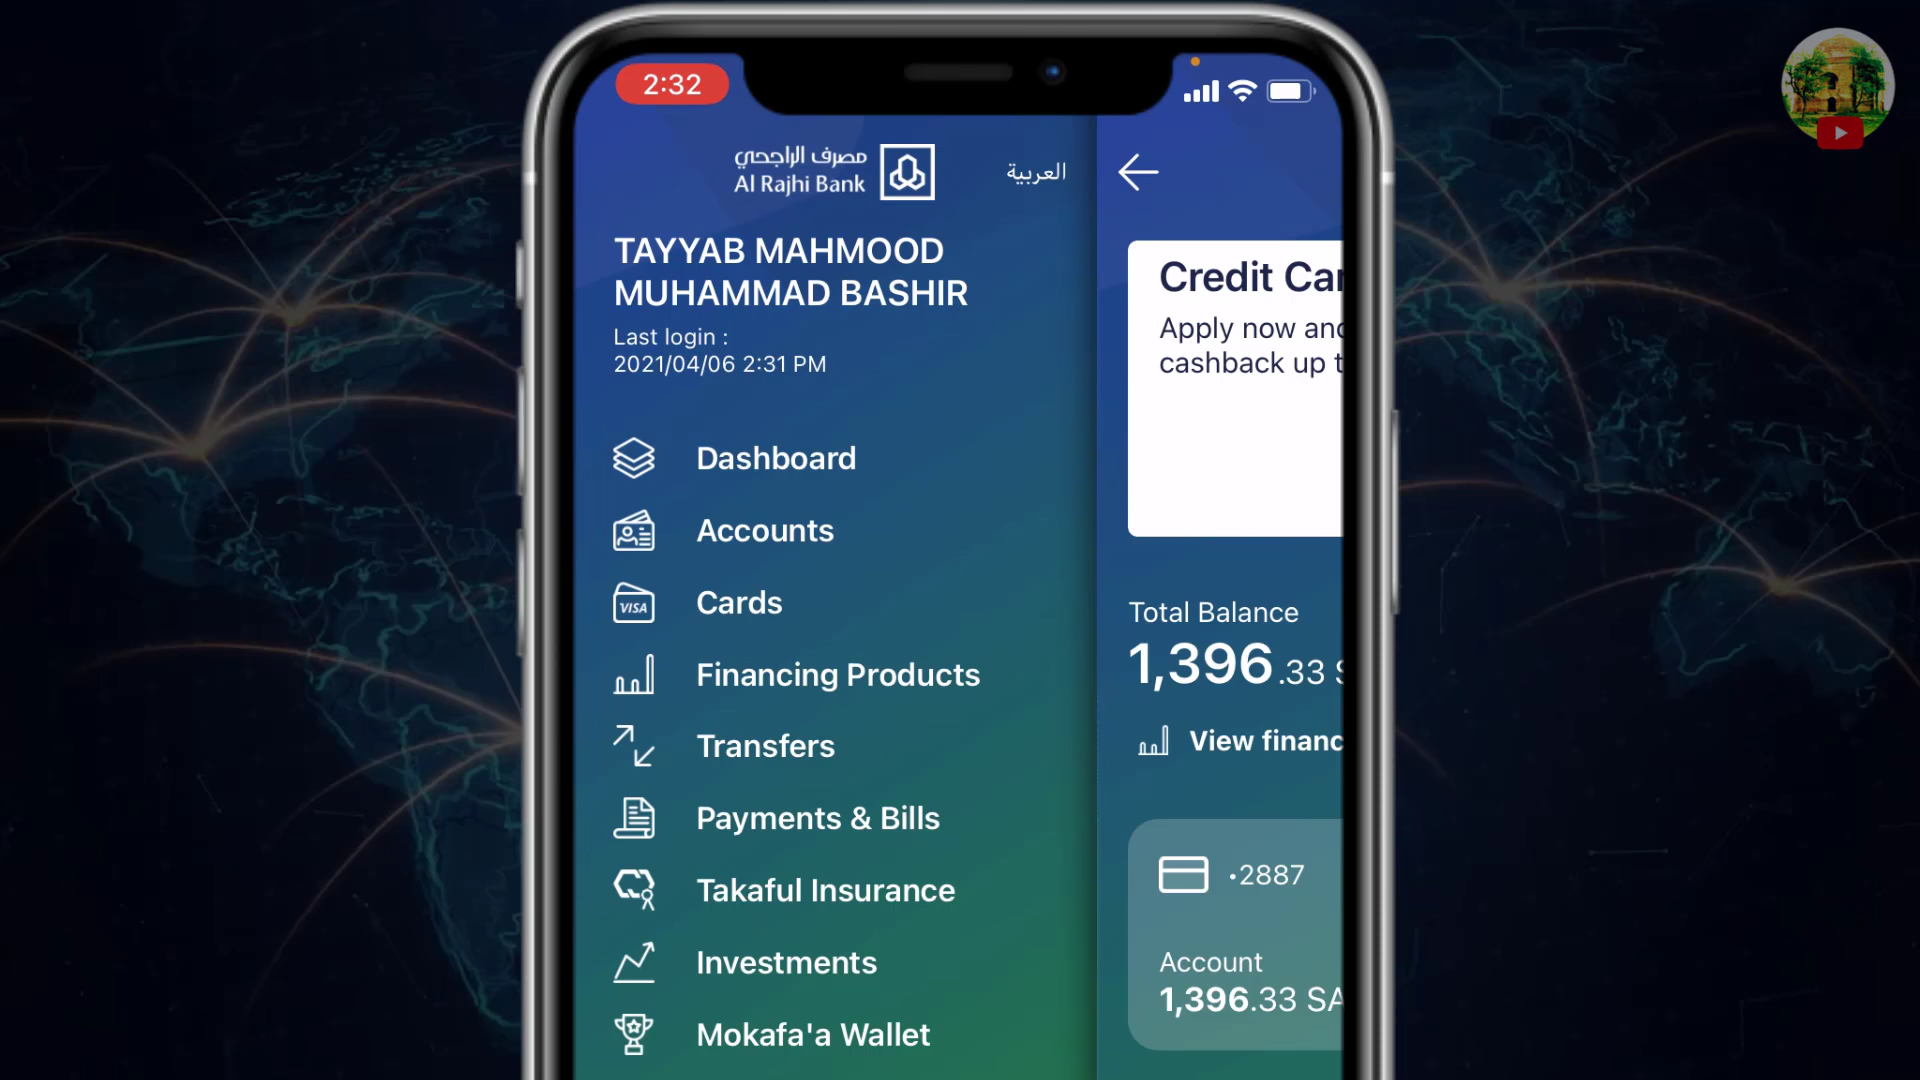 2:32
مصرف الراجحي
Al Rajhi Bank
العربية
TAYYAB MAHMOOD
MUHAMMAD BASHIR
Last login :
2021/04/06 2:31 PM
Dashboard
Accounts
VISA
Cards
Financing Products
Transfers
Payments & Bills
Takaful Insurance
Investments
Mokafa'a Wallet
Credit Car
Apply now and
cashback up t
Total Balance
1,396.33 S
View financ
·2887
Account
1,396.33 SA